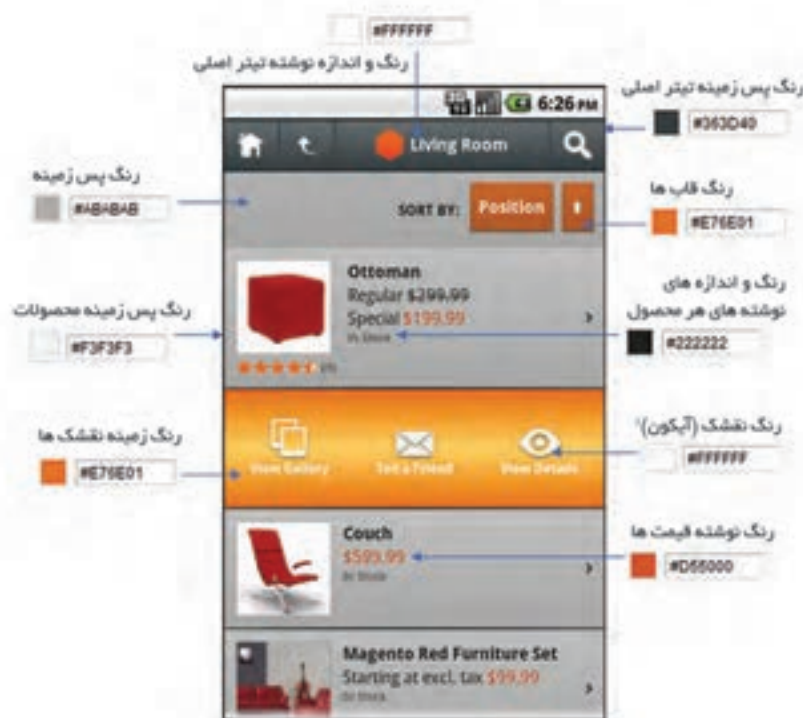 #FFFFFF
رنگ و اندازه نوشته تیتر اصلی
رنگ پس زمینه تیتر اصلی
#363D40
6:26 PM
Living Room
رنگ پس زمینه
#ABABAB
SORT BY:
Position
رنگ قاب ها
#E76E01
Ottoman
Regular $299.99
Special $199.99
In Stock
رنگ و اندازه های
نوشته های هر محصول
#222222
رنگ پس زمینه محصولات
#F3F3F3
رنگ نقشک (آیکون)¹
#FFFFFF
View Gallery
Tell a Friend
View Details
رنگ زمینه نقشک ها
#E76E01
Couch
$599.99
In Stock
رنگ نوشته قیمت ها
#D55000
Magento Red Furniture Set
Starting at excl. tax $99.99
In Stock